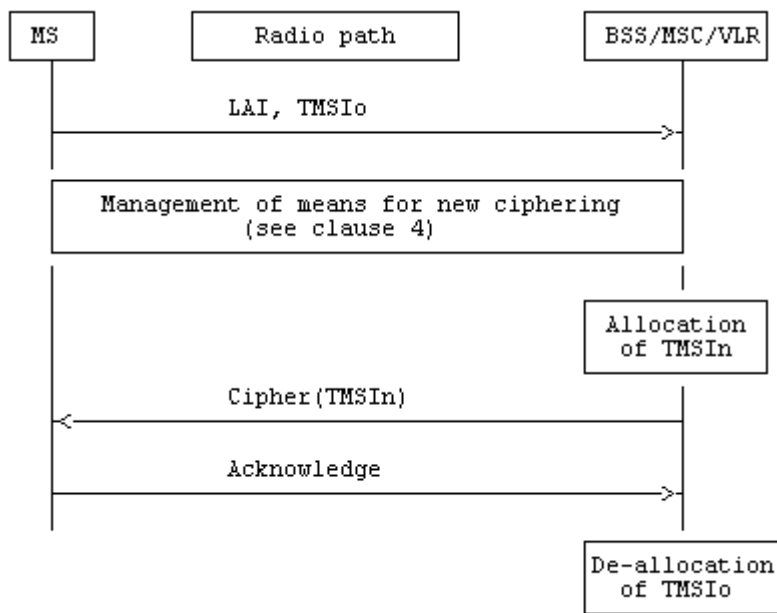 MS
Radio path
BSS/MSC/VLR
LAI, TMSIo
Management of means for new ciphering
(see clause 4)
Allocation
of TMSIn
Cipher(TMSIn)
Acknowledge
De-allocation
of TMSIo